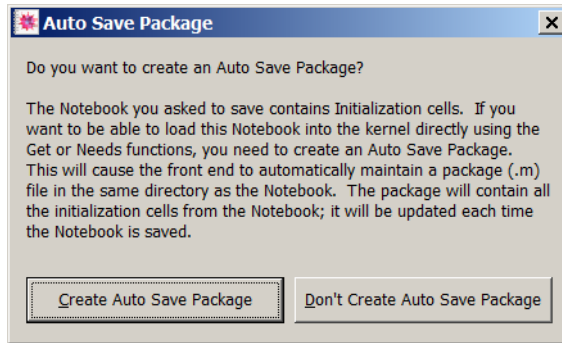 Auto Save Package
Do you want to create an Auto Save Package?
The Notebook you asked to save contains Initialization cells. If you
want to be able to load this Notebook into the kernel directly using the
Get or Needs functions, you need to create an Auto Save Package.
This will cause the front end to automatically maintain a package (.m)
file in the same directory as the Notebook. The package will contain all
the initialization cells from the Notebook; it will be updated each time
the Notebook is saved.
Create Auto Save Package
Don't Create Auto Save Package